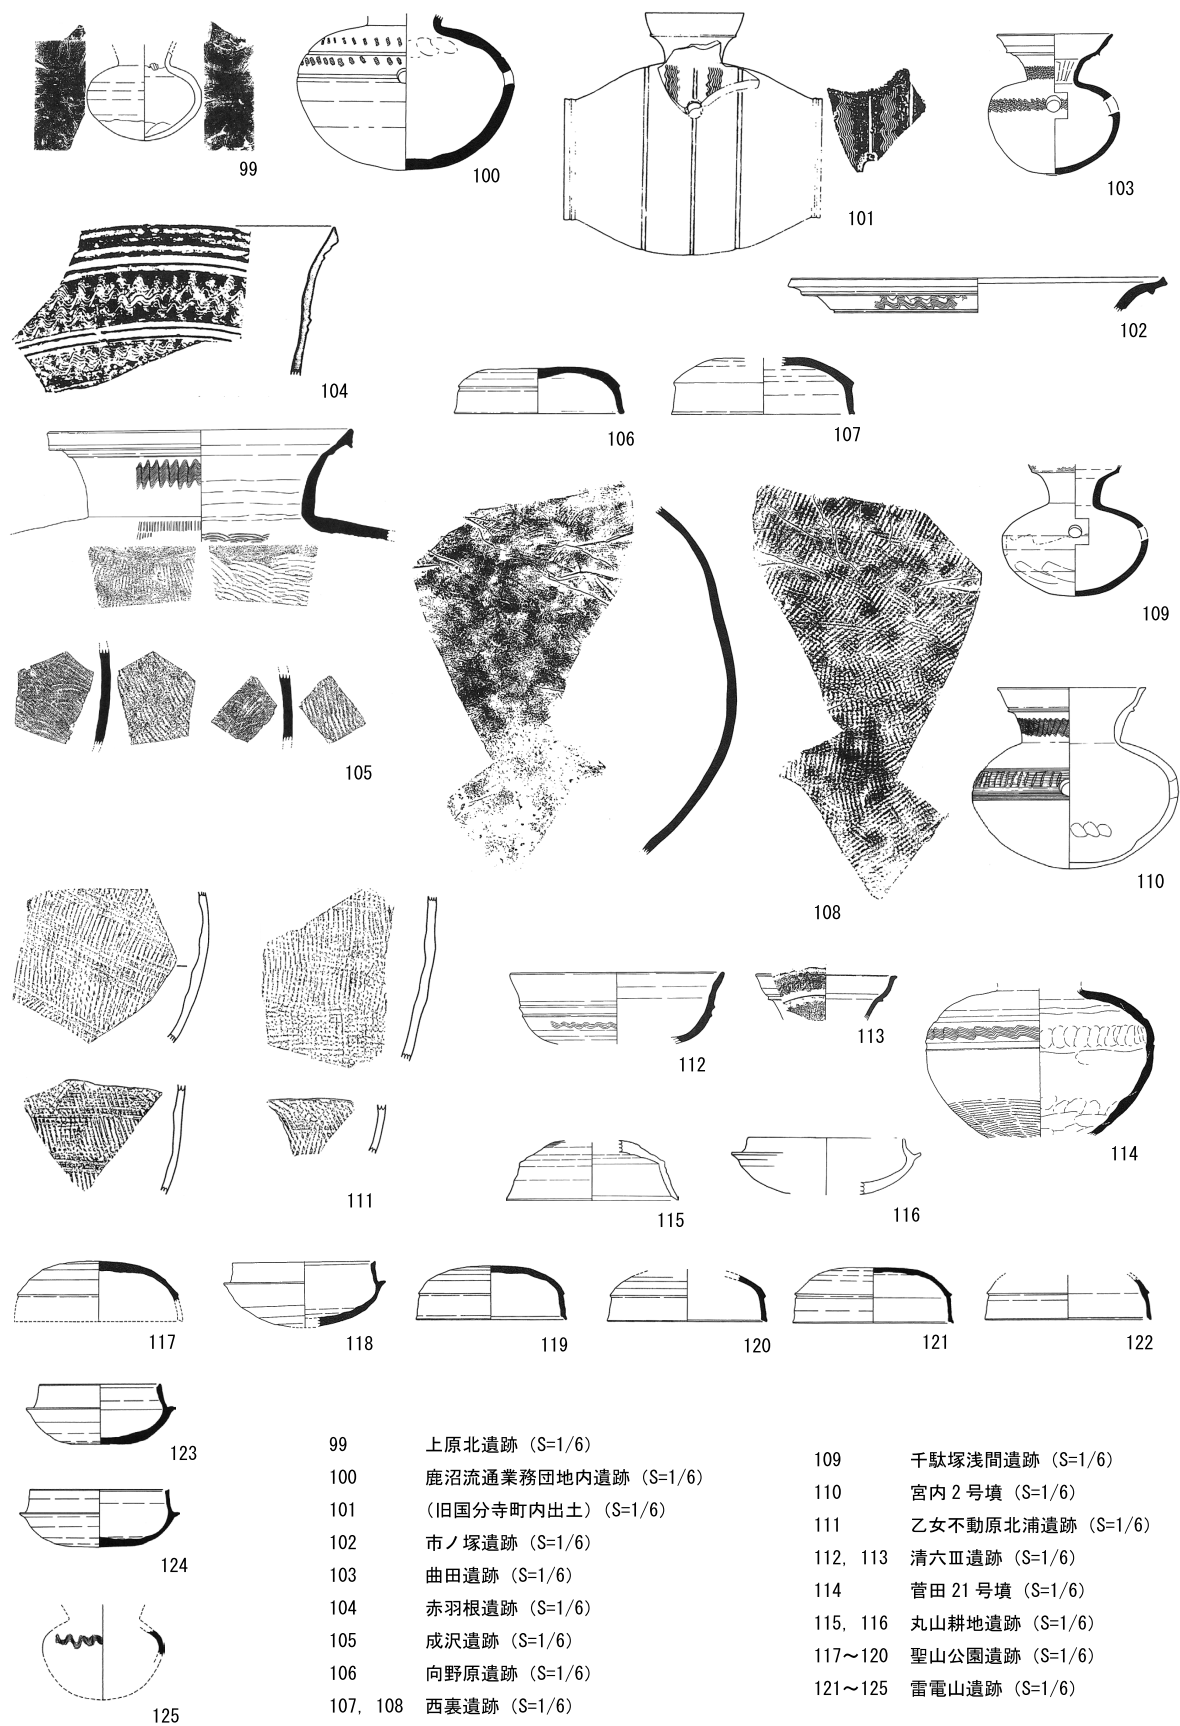 99
100
101
103
102
104
106
107
109
105
110
108
112
113
114
111
115
116
117
118
119
120
121
122
123
124
125
99 上原北遺跡（S=1/6）
100 鹿沼流通業務団地内遺跡（S=1/6）
101 （旧国分寺町内出土）（S=1/6）
102 市ノ塚遺跡（S=1/6）
103 曲田遺跡（S=1/6）
104 赤羽根遺跡（S=1/6）
105 成沢遺跡（S=1/6）
106 向野原遺跡（S=1/6）
107, 108 西裏遺跡（S=1/6）
109 千駄塚浅間遺跡（S=1/6）
110 宮内２号墳（S=1/6）
111 乙女不動原北浦遺跡（S=1/6）
112, 113 清六Ⅲ遺跡（S=1/6）
114 菅田 21 号墳（S=1/6）
115, 116 丸山耕地遺跡（S=1/6）
117～120 聖山公園遺跡（S=1/6）
121～125 雷電山遺跡（S=1/6）